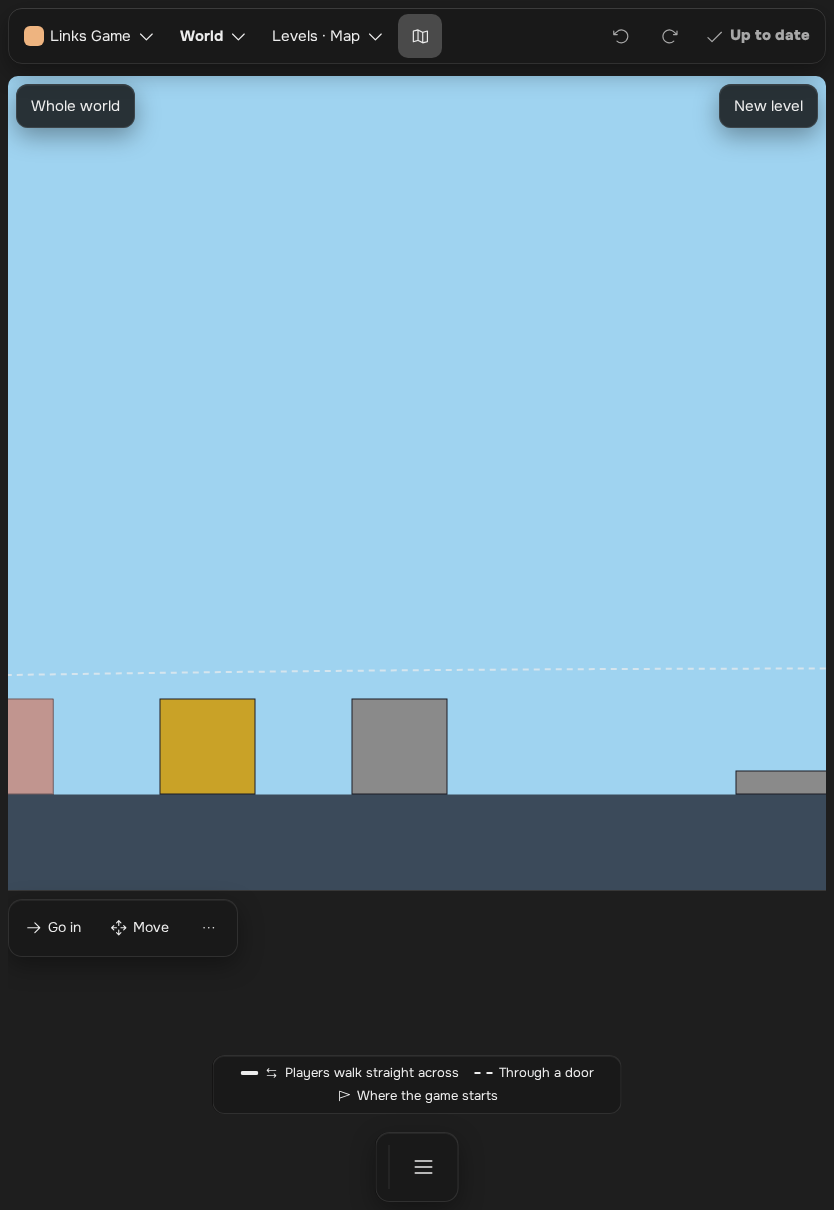 Links Game
World
Levels · Map
Up to date
Whole world
New level
Go in
Move
Players walk straight across
Through a door
Where the game starts